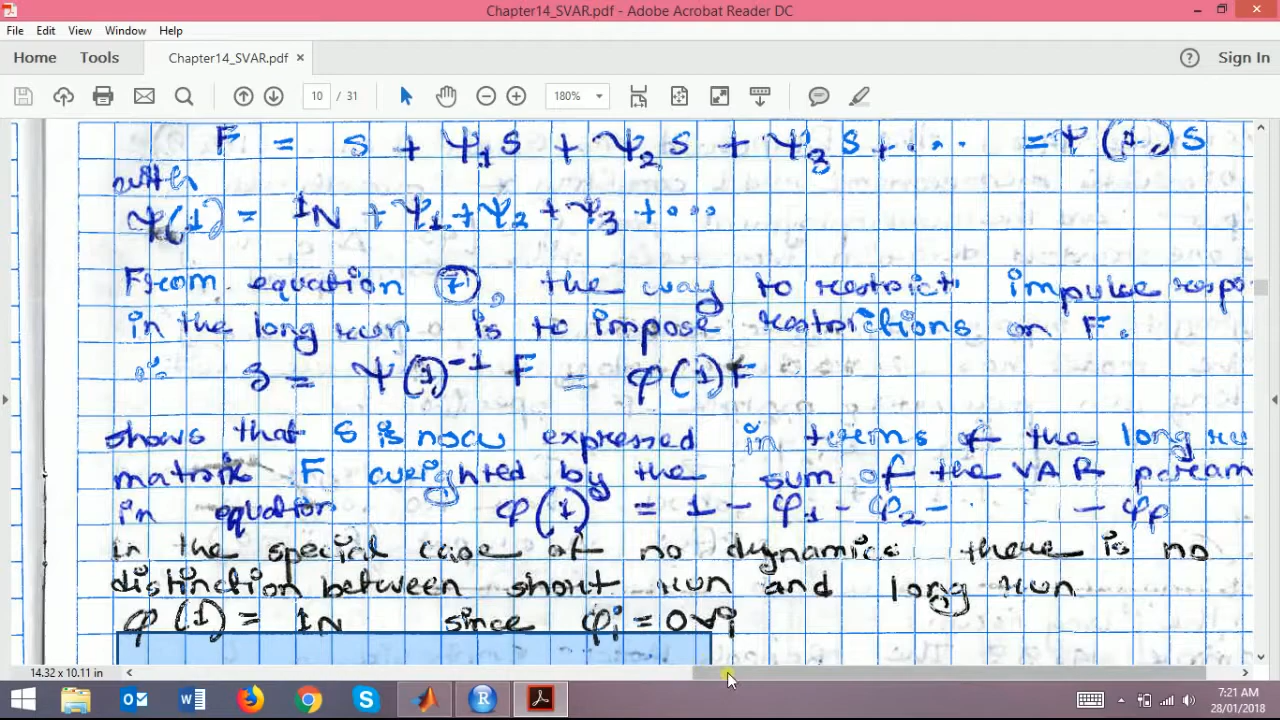 Chapter14_SVAR.pdf - Adobe Acrobat Reader DC
File Edit View Window Help
Home Tools Chapter14_SVAR.pdf × Sign In
10 / 31 180%
F = S + Ψ₁S + Ψ₂S + Ψ₃S + . . . = Ψ(1)S
with
Ψ(1) = IN + Ψ₁ + Ψ₂ + Ψ₃ + . . .
From equation 7, the way to restrict impulse respo
in the long run is to impose restrictions on F.
∴ S = Ψ(1)⁻¹ F = φ(1)F
shows that S is now expressed in terms of the long ru
matrix F weighted by the sum of the VAR param
in equation φ(1) = 1 - φ₁ - φ₂ - . - φp
in the special case of no dynamics there is no
distinction between short run and long run
φ(1) = IN since φi = 0 ∀i
14.32 x 10.11 in
7:21 AM
28/01/2018